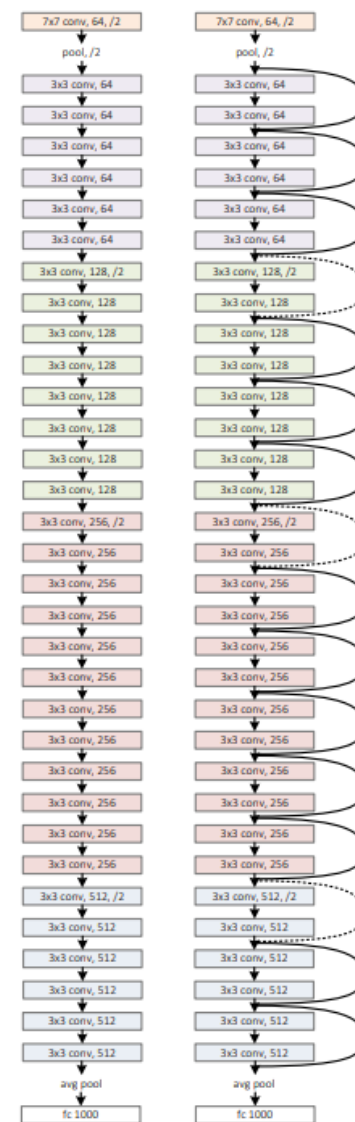 7x7 conv, 64, /2
pool, /2
3x3 conv, 64
3x3 conv, 64
3x3 conv, 64
3x3 conv, 64
3x3 conv, 64
3x3 conv, 64
3x3 conv, 128, /2
3x3 conv, 128
3x3 conv, 128
3x3 conv, 128
3x3 conv, 128
3x3 conv, 128
3x3 conv, 128
3x3 conv, 128
3x3 conv, 256, /2
3x3 conv, 256
3x3 conv, 256
3x3 conv, 256
3x3 conv, 256
3x3 conv, 256
3x3 conv, 256
3x3 conv, 256
3x3 conv, 256
3x3 conv, 256
3x3 conv, 256
3x3 conv, 256
3x3 conv, 512, /2
3x3 conv, 512
3x3 conv, 512
3x3 conv, 512
3x3 conv, 512
3x3 conv, 512
avg pool
fc 1000
7x7 conv, 64, /2
pool, /2
3x3 conv, 64
3x3 conv, 64
3x3 conv, 64
3x3 conv, 64
3x3 conv, 64
3x3 conv, 64
3x3 conv, 128, /2
3x3 conv, 128
3x3 conv, 128
3x3 conv, 128
3x3 conv, 128
3x3 conv, 128
3x3 conv, 128
3x3 conv, 128
3x3 conv, 256, /2
3x3 conv, 256
3x3 conv, 256
3x3 conv, 256
3x3 conv, 256
3x3 conv, 256
3x3 conv, 256
3x3 conv, 256
3x3 conv, 256
3x3 conv, 256
3x3 conv, 256
3x3 conv, 256
3x3 conv, 512, /2
3x3 conv, 512
3x3 conv, 512
3x3 conv, 512
3x3 conv, 512
3x3 conv, 512
avg pool
fc 1000